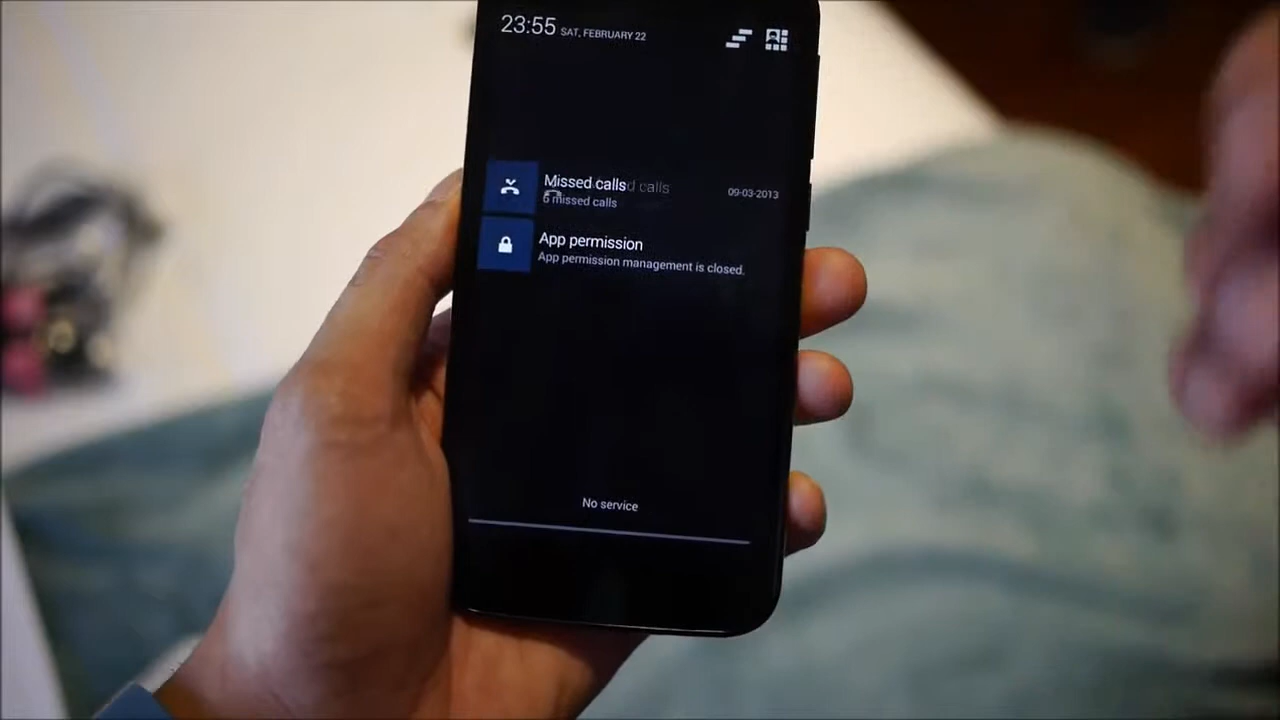 23:55 SAT, FEBRUARY 22
Missed calls
09-03-2013
6 missed calls
App permission
App permission management is closed.
No service